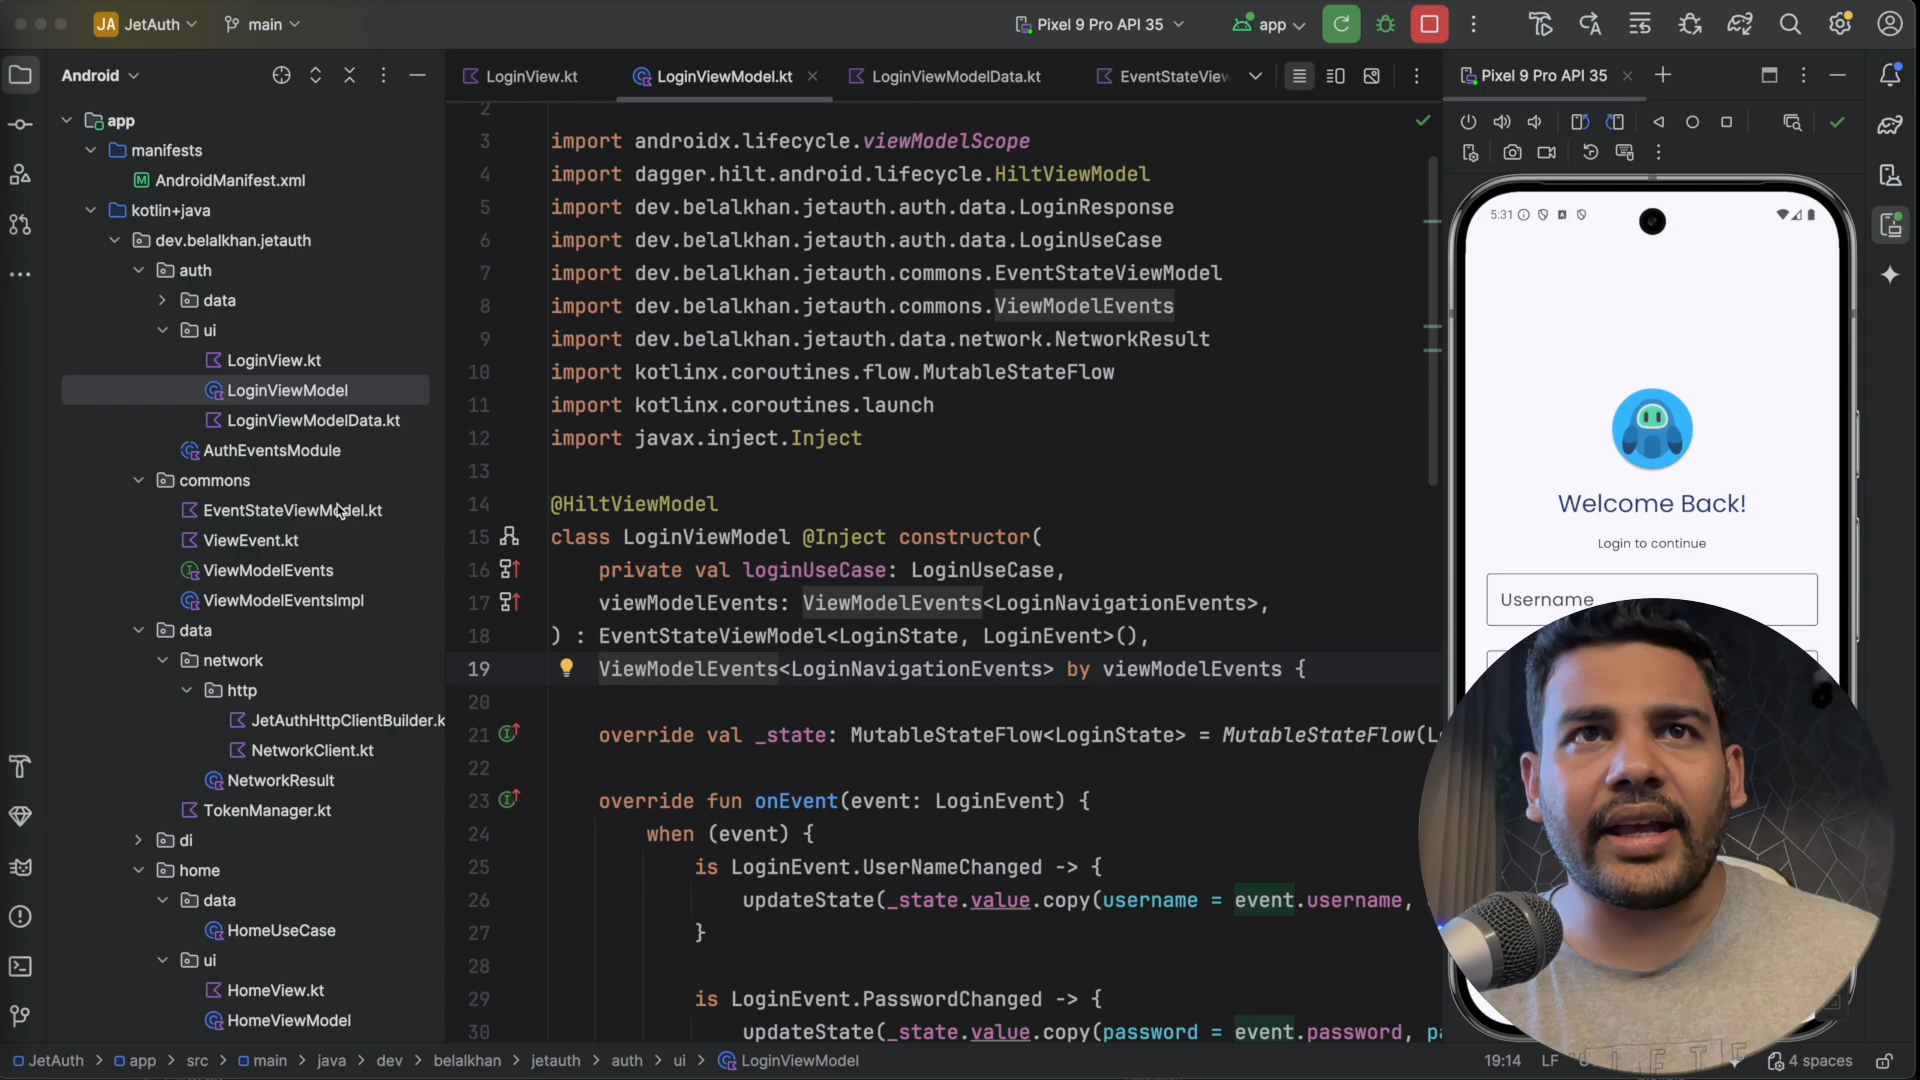 JA JetAuth main Pixel 9 Pro API 35 app
Android
LoginView.kt LoginViewModel.kt LoginViewModelData.kt EventStateView Pixel 9 Pro API 35
app
manifests
M AndroidManifest.xml
kotlin+java
dev.belalkhan.jetauth
auth
data
ui
LoginView.kt
LoginViewModel
LoginViewModelData.kt
AuthEventsModule
commons
EventStateViewModel.kt
ViewEvent.kt
ViewModelEvents
ViewModelEventsImpl
data
network
http
JetAuthHttpClientBuilder.k
NetworkClient.kt
NetworkResult
TokenManager.kt
di
home
data
HomeUseCase
ui
HomeView.kt
HomeViewModel
2
3 import androidx.lifecycle.viewModelScope
4 import dagger.hilt.android.lifecycle.HiltViewModel
5 import dev.belalkhan.jetauth.auth.data.LoginResponse
6 import dev.belalkhan.jetauth.auth.data.LoginUseCase
7 import dev.belalkhan.jetauth.commons.EventStateViewModel
8 import dev.belalkhan.jetauth.commons.ViewModelEvents
9 import dev.belalkhan.jetauth.data.network.NetworkResult
10 import kotlinx.coroutines.flow.MutableStateFlow
11 import kotlinx.coroutines.launch
12 import javax.inject.Inject
13
14 @HiltViewModel
15 class LoginViewModel @Inject constructor(
16 private val loginUseCase: LoginUseCase,
17 viewModelEvents: ViewModelEvents<LoginNavigationEvents>,
18 ) : EventStateViewModel<LoginState, LoginEvent>(),
19 ViewModelEvents<LoginNavigationEvents> by viewModelEvents {
20
21 override val _state: MutableStateFlow<LoginState> = MutableStateFlow(L
22
23 override fun onEvent(event: LoginEvent) {
24 when (event) {
25 is LoginEvent.UserNameChanged -> {
26 updateState(_state.value.copy(username = event.username,
27 }
28
29 is LoginEvent.PasswordChanged -> {
30 updateState(_state.value.copy(password = event.password, pa
5:31
Welcome Back!
Login to continue
Username
JetAuth > app > src > main > java > dev > belalkhan > jetauth > auth > ui > LoginViewModel
19:14 LF 4 spaces